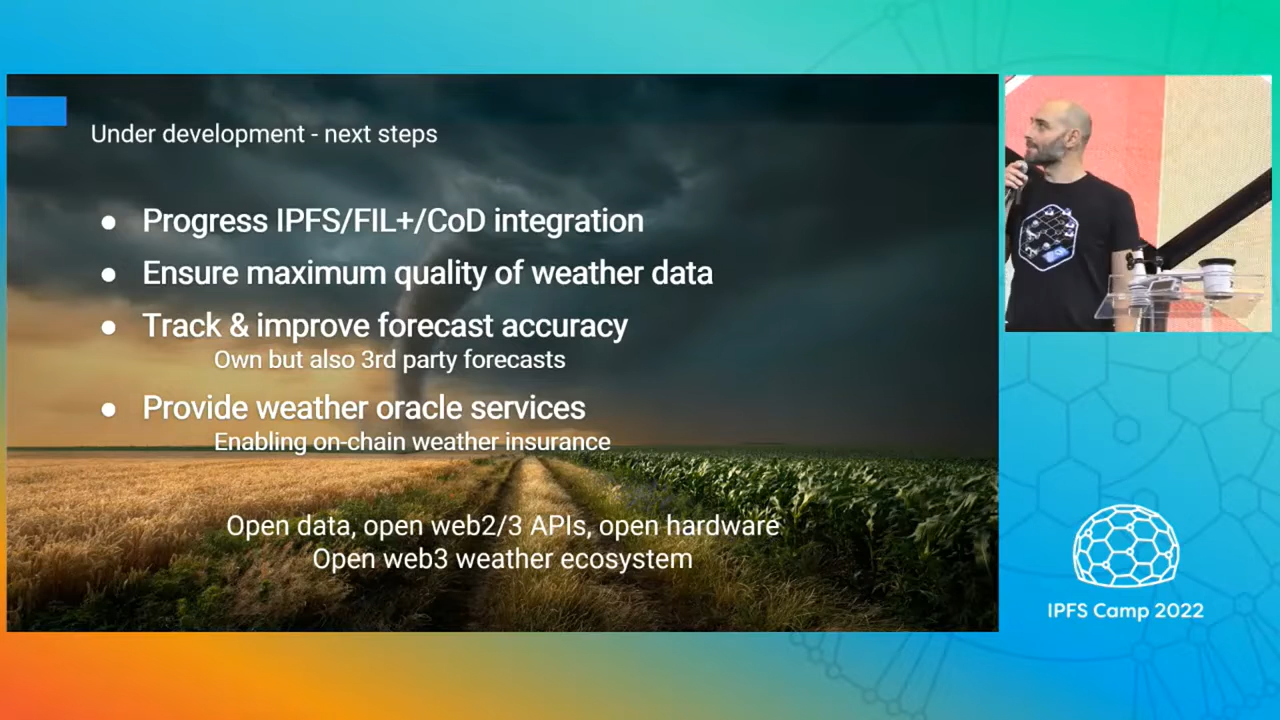 Under development - next steps
● Progress IPFS/FIL+/CoD integration
● Ensure maximum quality of weather data
● Track & improve forecast accuracy
Own but also 3rd party forecasts
● Provide weather oracle services
Enabling on-chain weather insurance
Open data, open web2/3 APIs, open hardware
Open web3 weather ecosystem
IPFS Camp 2022